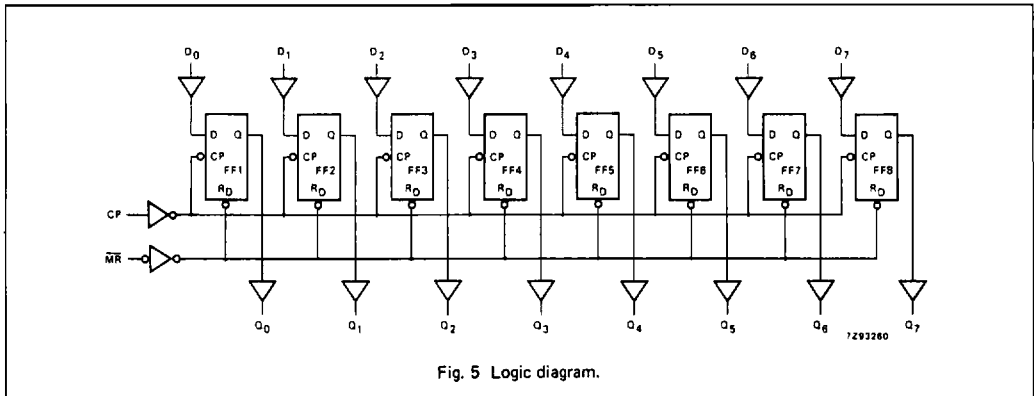 D0 D1 D2 D3 D4 D5 D6 D7
D Q D Q D Q D Q D Q D Q D Q D Q
CP CP CP CP CP CP CP CP
FF1 FF2 FF3 FF4 FF5 FF6 FF7 FF8
RD RD RD RD RD RD RD RD
CP
M̅R̅
Q0 Q1 Q2 Q3 Q4 Q5 Q6 Q7
7Z93260
Fig. 5 Logic diagram.